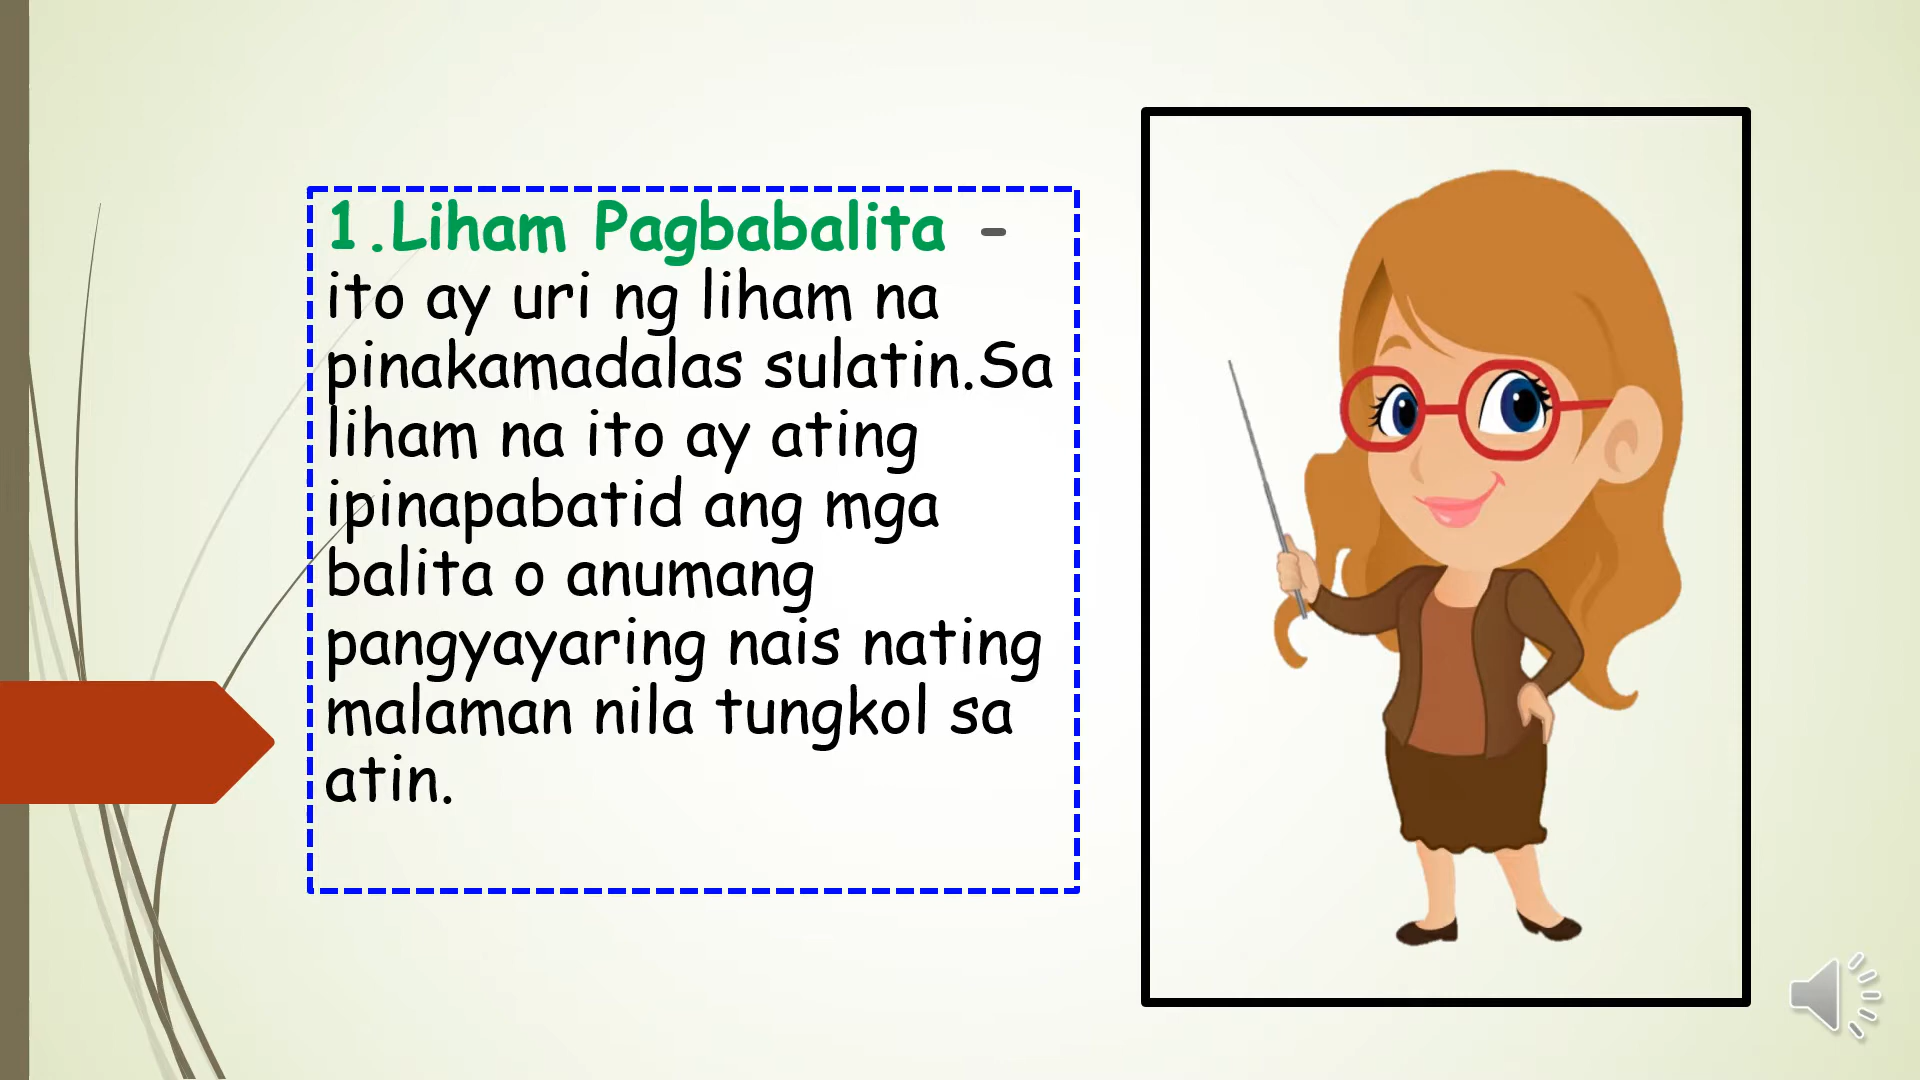 1.Liham Pagbabalita -
ito ay uri ng liham na
pinakamadalas sulatin.Sa
liham na ito ay ating
ipinapabatid ang mga
balita o anumang
pangyayaring nais nating
malaman nila tungkol sa
atin.